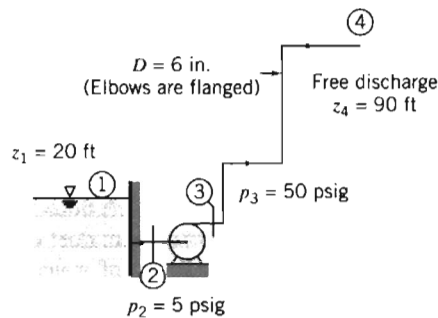 ④
D = 6 in.
(Elbows are flanged)
Free discharge
z₄ = 90 ft
z₁ = 20 ft
①
③
p₃ = 50 psig
②
p₂ = 5 psig